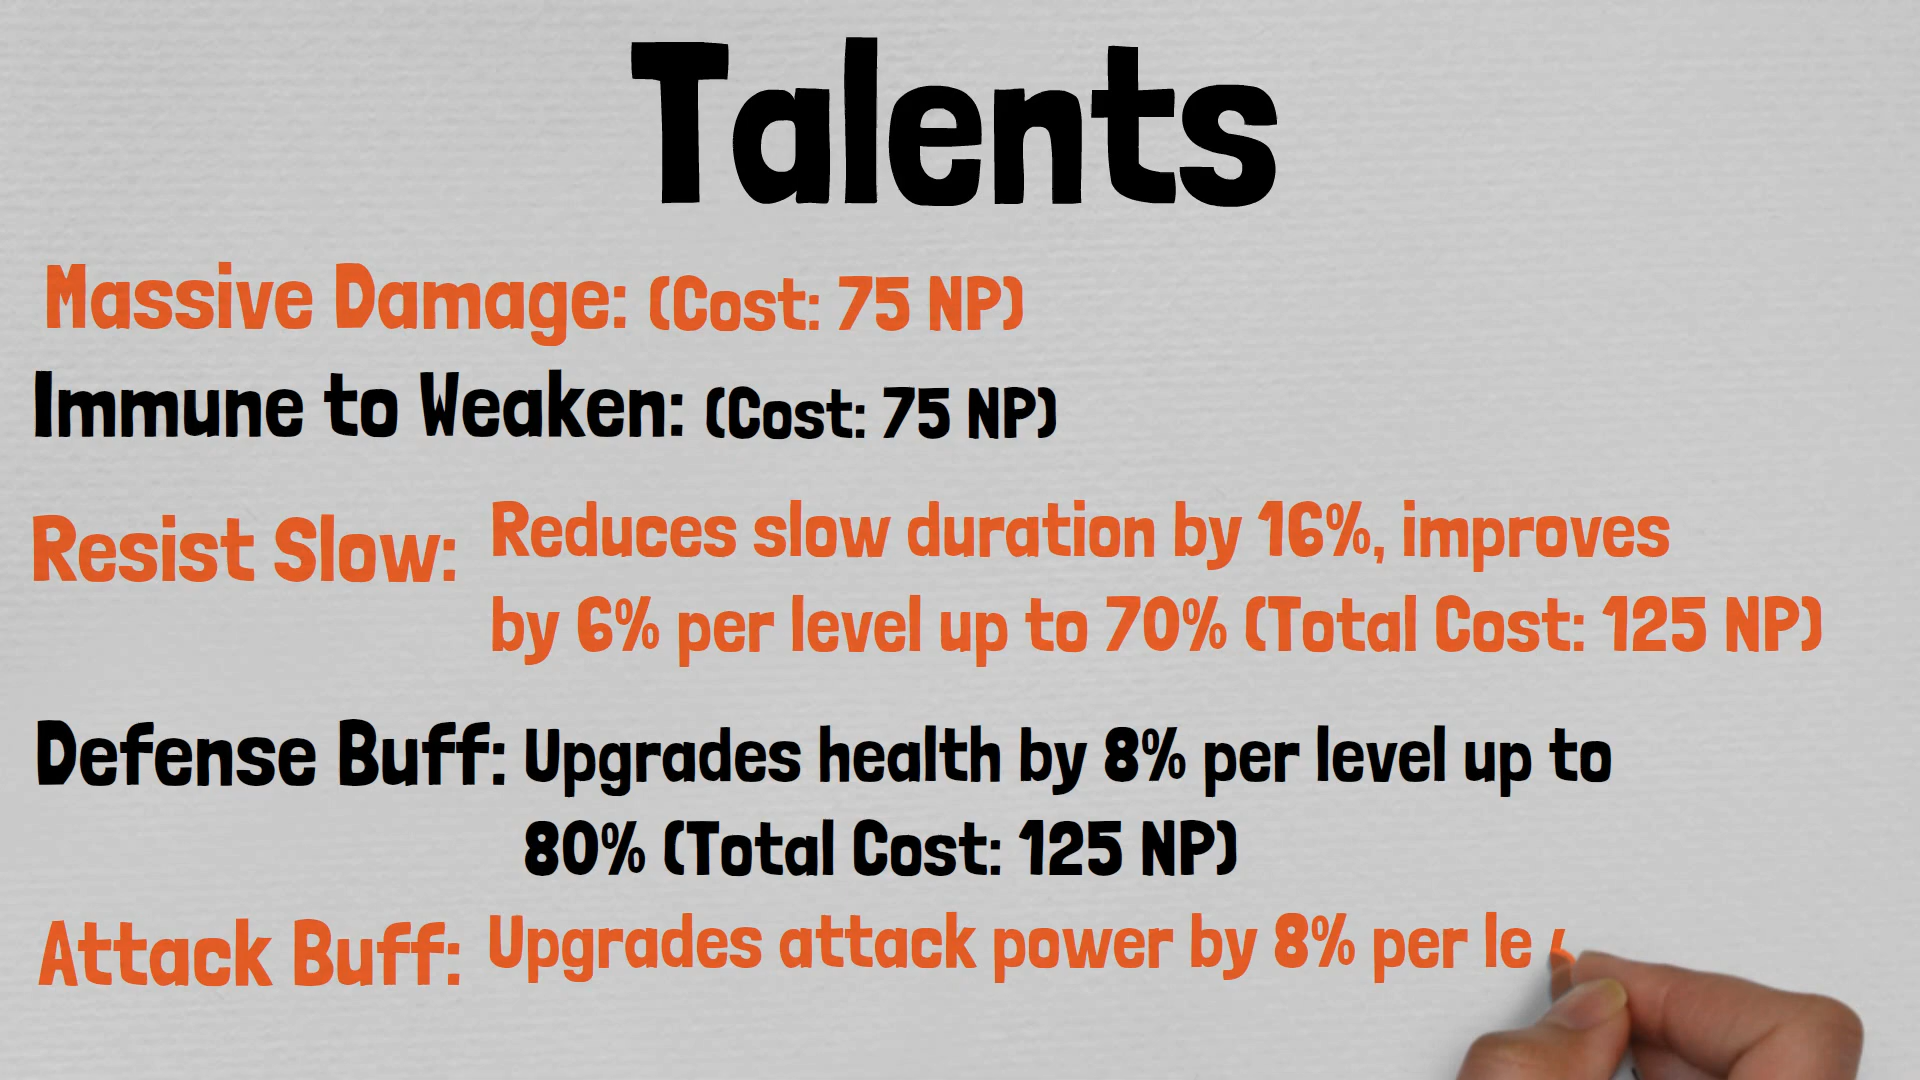 Talents
Massive Damage: (Cost: 75 NP)
Immune to Weaken: (Cost: 75 NP)
Resist Slow: Reduces slow duration by 16%, improves
by 6% per level up to 70% (Total Cost: 125 NP)
Defense Buff: Upgrades health by 8% per level up to
80% (Total Cost: 125 NP)
Attack Buff: Upgrades attack power by 8% per le